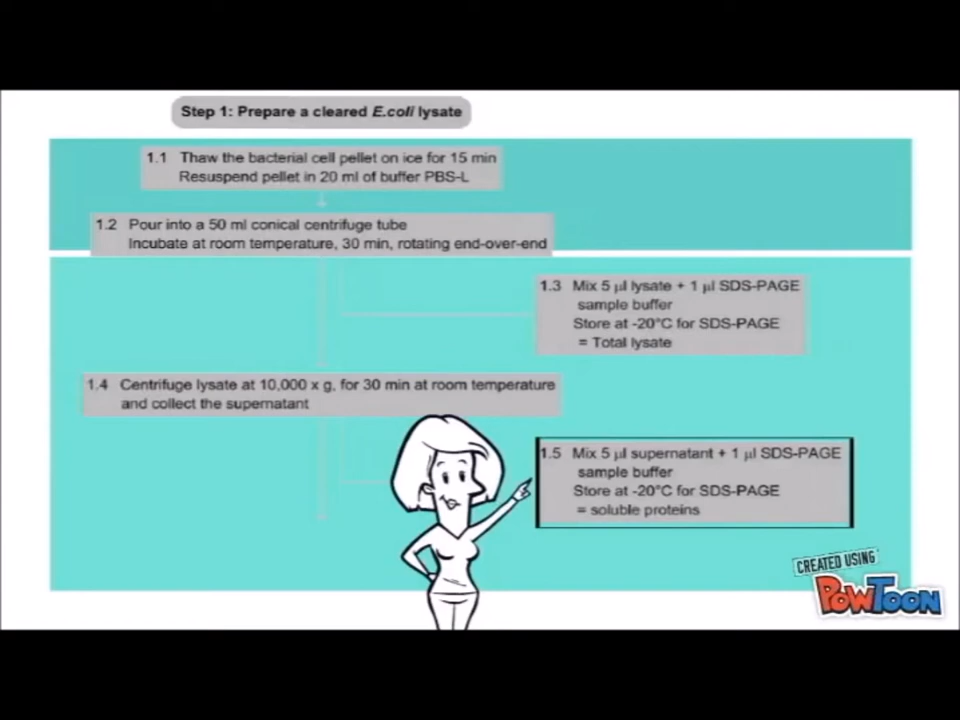 Step 1: Prepare a cleared E.coli lysate
1.1 Thaw the bacterial cell pellet on ice for 15 min
Resuspend pellet in 20 ml of buffer PBS-L
1.2 Pour into a 50 ml conical centrifuge tube
Incubate at room temperature, 30 min, rotating end-over-end
1.3 Mix 5 µl lysate + 1 µl SDS-PAGE
sample buffer
Store at -20°C for SDS-PAGE
= Total lysate
1.4 Centrifuge lysate at 10,000 x g, for 30 min at room temperature
and collect the supernatant
1.5 Mix 5 µl supernatant + 1 µl SDS-PAGE
sample buffer
Store at -20°C for SDS-PAGE
= soluble proteins
CREATED USING
POWTOON